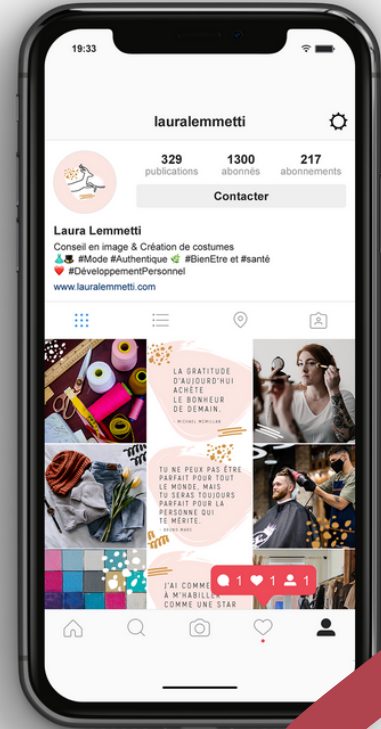 19:33
lauralemmetti
329 1300 217
publications abonnés abonnements
Contacter
Laura Lemmetti
Conseil en image & Création de costumes
#Mode #Authentique #BienEtre et #santé
#DéveloppementPersonnel
www.lauralemmetti.com
LA GRATITUDE
D'AUJOURD'HUI
ACHÈTE
LE BONHEUR
DE DEMAIN.
- MICHAEL MCMILLAN
TU NE PEUX PAS ÊTRE
PARFAIT POUR TOUT
LE MONDE, MAIS
TU SERAS TOUJOURS
PARFAIT POUR LA
PERSONNE QUI
TE MÉRITE.
J'AI COMME
À M'HABILL
COMME UNE STAR
1 1 1